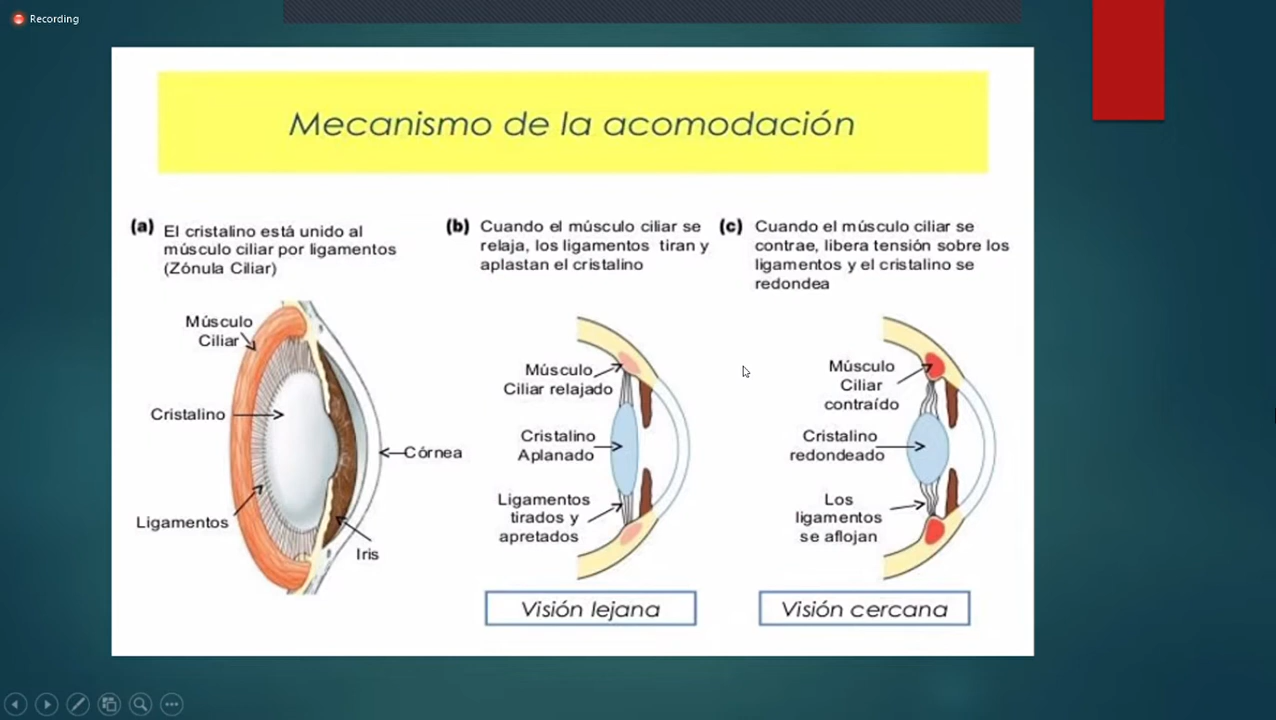 Recording
Mecanismo de la acomodación
(a) El cristalino está unido al
músculo ciliar por ligamentos
(Zónula Ciliar)
Músculo
Ciliar
Cristalino
Córnea
Ligamentos
Iris
(b) Cuando el músculo ciliar se
relaja, los ligamentos tiran y
aplastan el cristalino
Músculo
Ciliar relajado
Cristalino
Aplanado
Ligamentos
tirados y
apretados
Visión lejana
(c) Cuando el músculo ciliar se
contrae, libera tensión sobre los
ligamentos y el cristalino se
redondea
Músculo
Ciliar
contraído
Cristalino
redondeado
Los
ligamentos
se aflojan
Visión cercana